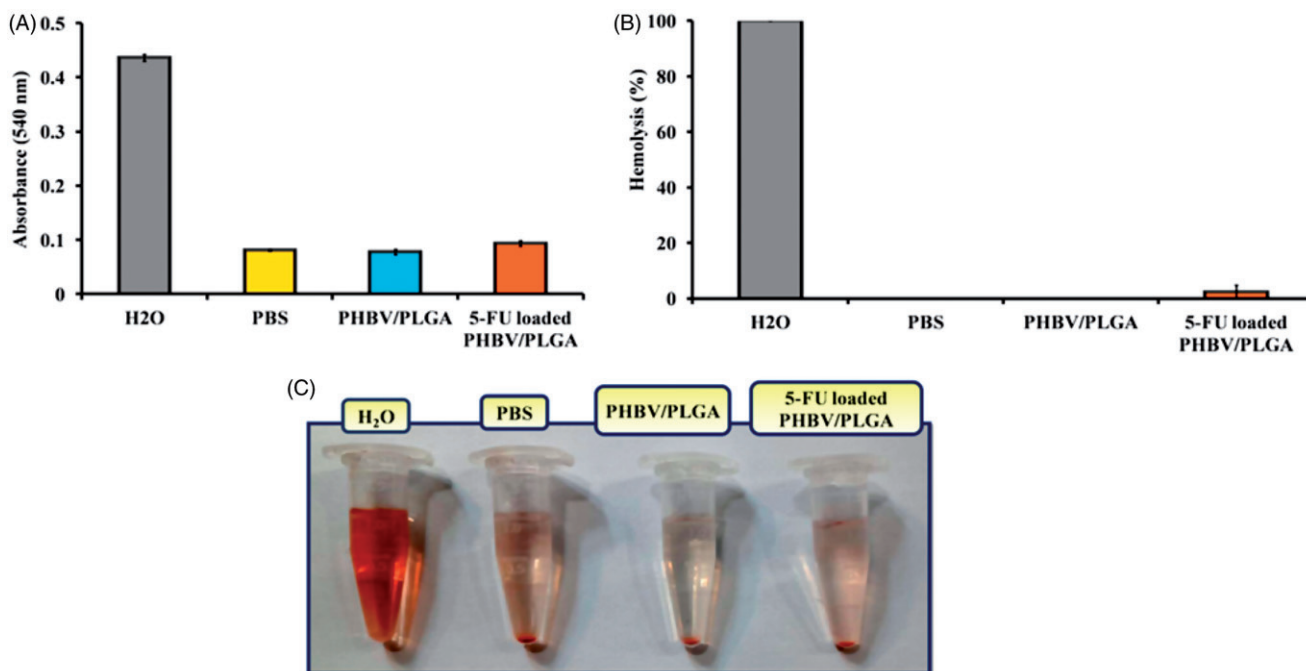 (A)
0.5
0.4
0.3
0.2
0.1
0
Absorbance (540 nm)
H2O
PBS
PHBV/PLGA
5-FU loaded
PHBV/PLGA
(B)
100
80
60
40
20
0
Hemolysis (%)
H2O
PBS
PHBV/PLGA
5-FU loaded
PHBV/PLGA
(C)
H₂O
PBS
PHBV/PLGA
5-FU loaded
PHBV/PLGA